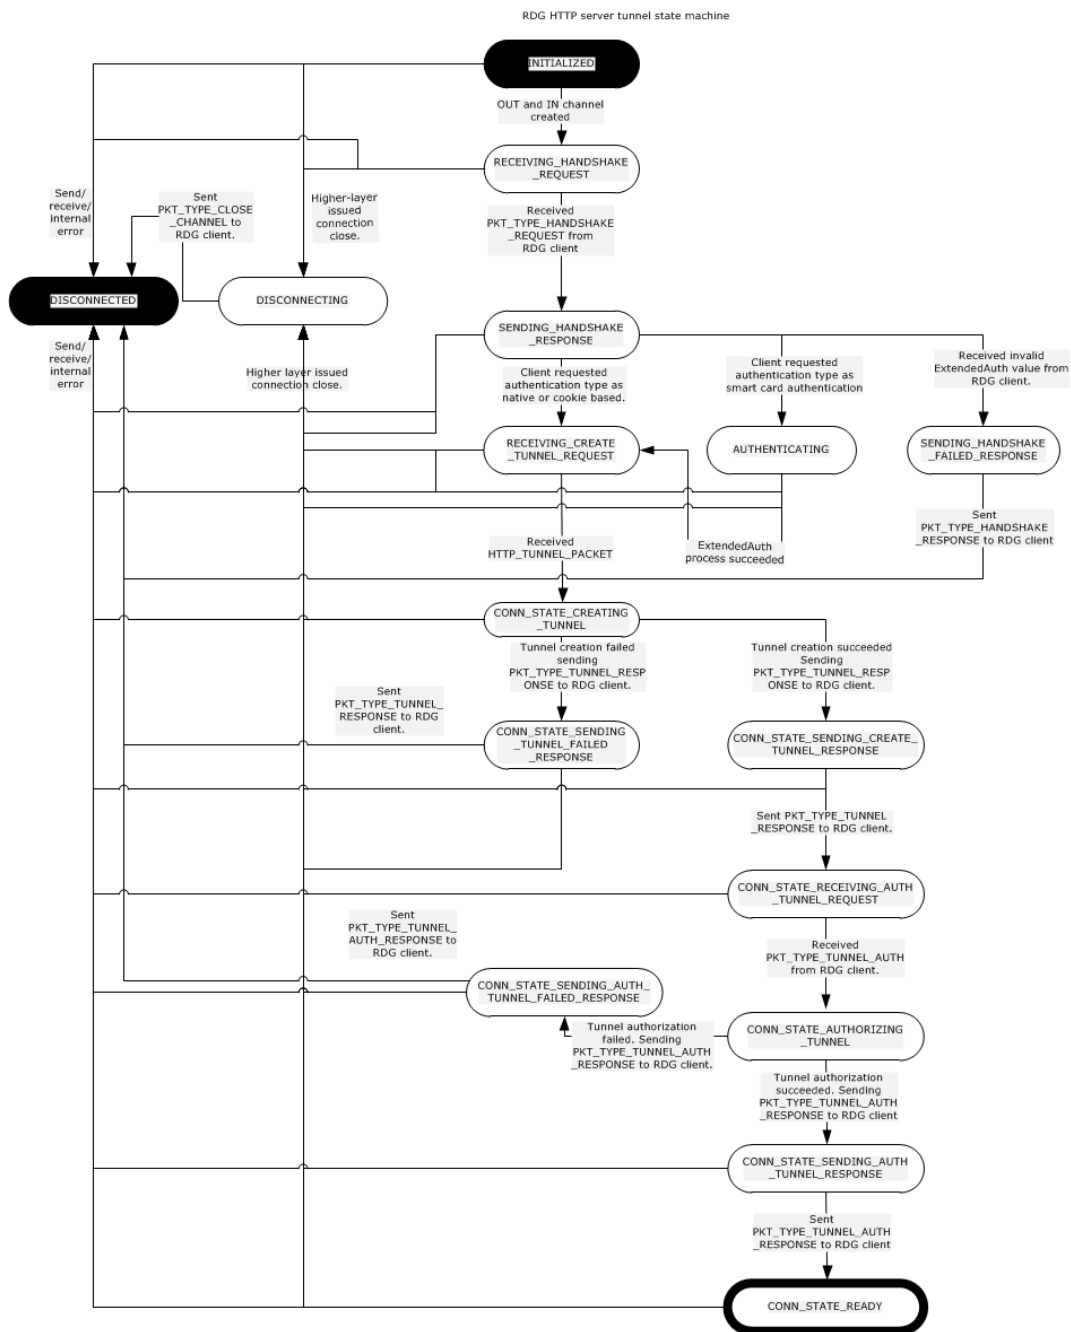 RDG HTTP server tunnel state machine
INITIALIZED
OUT and IN channel
created
RECEIVING_HANDSHAKE
_REQUEST
Send/
receive/
internal
error
Sent
PKT_TYPE_CLOSE
_CHANNEL to
RDG client.
Higher-layer
issued
connection
close.
Received
PKT_TYPE_HANDSHAKE
_REQUEST from
RDG client
DISCONNECTED
DISCONNECTING
SENDING_HANDSHAKE
_RESPONSE
Send/
receive/
internal
error
Higher layer issued
connection close.
Client requested
authentication type as
native or cookie based.
Client requested
authentication type as
smart card authentication
Received invalid
ExtendedAuth value from
RDG client.
RECEIVING_CREATE
_TUNNEL_REQUEST
AUTHENTICATING
SENDING_HANDSHAKE
_FAILED_RESPONSE
Received
HTTP_TUNNEL_PACKET
ExtendedAuth
process succeeded
Sent
PKT_TYPE_HANDSHAKE
_RESPONSE to RDG client
CONN_STATE_CREATING
_TUNNEL
Tunnel creation failed
sending
PKT_TYPE_TUNNEL_RESP
ONSE to RDG client.
Tunnel creation succeeded
Sending
PKT_TYPE_TUNNEL_RESP
ONSE to RDG client.
Sent
PKT_TYPE_TUNNEL_
RESPONSE to RDG
client.
CONN_STATE_SENDING
_TUNNEL_FAILED
_RESPONSE
CONN_STATE_SENDING_CREATE_
TUNNEL_RESPONSE
Sent PKT_TYPE_TUNNEL
_RESPONSE to RDG client.
CONN_STATE_RECEIVING_AUTH
_TUNNEL_REQUEST
Sent
PKT_TYPE_TUNNEL_
AUTH_RESPONSE to
RDG client.
Received
PKT_TYPE_TUNNEL_AUTH
from RDG client.
CONN_STATE_SENDING_AUTH_
TUNNEL_FAILED_RESPONSE
Tunnel authorization
failed. Sending
PKT_TYPE_TUNNEL_AUTH
_RESPONSE to RDG client.
CONN_STATE_AUTHORIZING
_TUNNEL
Tunnel authorization
succeeded. Sending
PKT_TYPE_TUNNEL_AUTH
_RESPONSE to RDG client
CONN_STATE_SENDING_AUTH
_TUNNEL_RESPONSE
Sent
PKT_TYPE_TUNNEL_AUTH
_RESPONSE to RDG client
CONN_STATE_READY